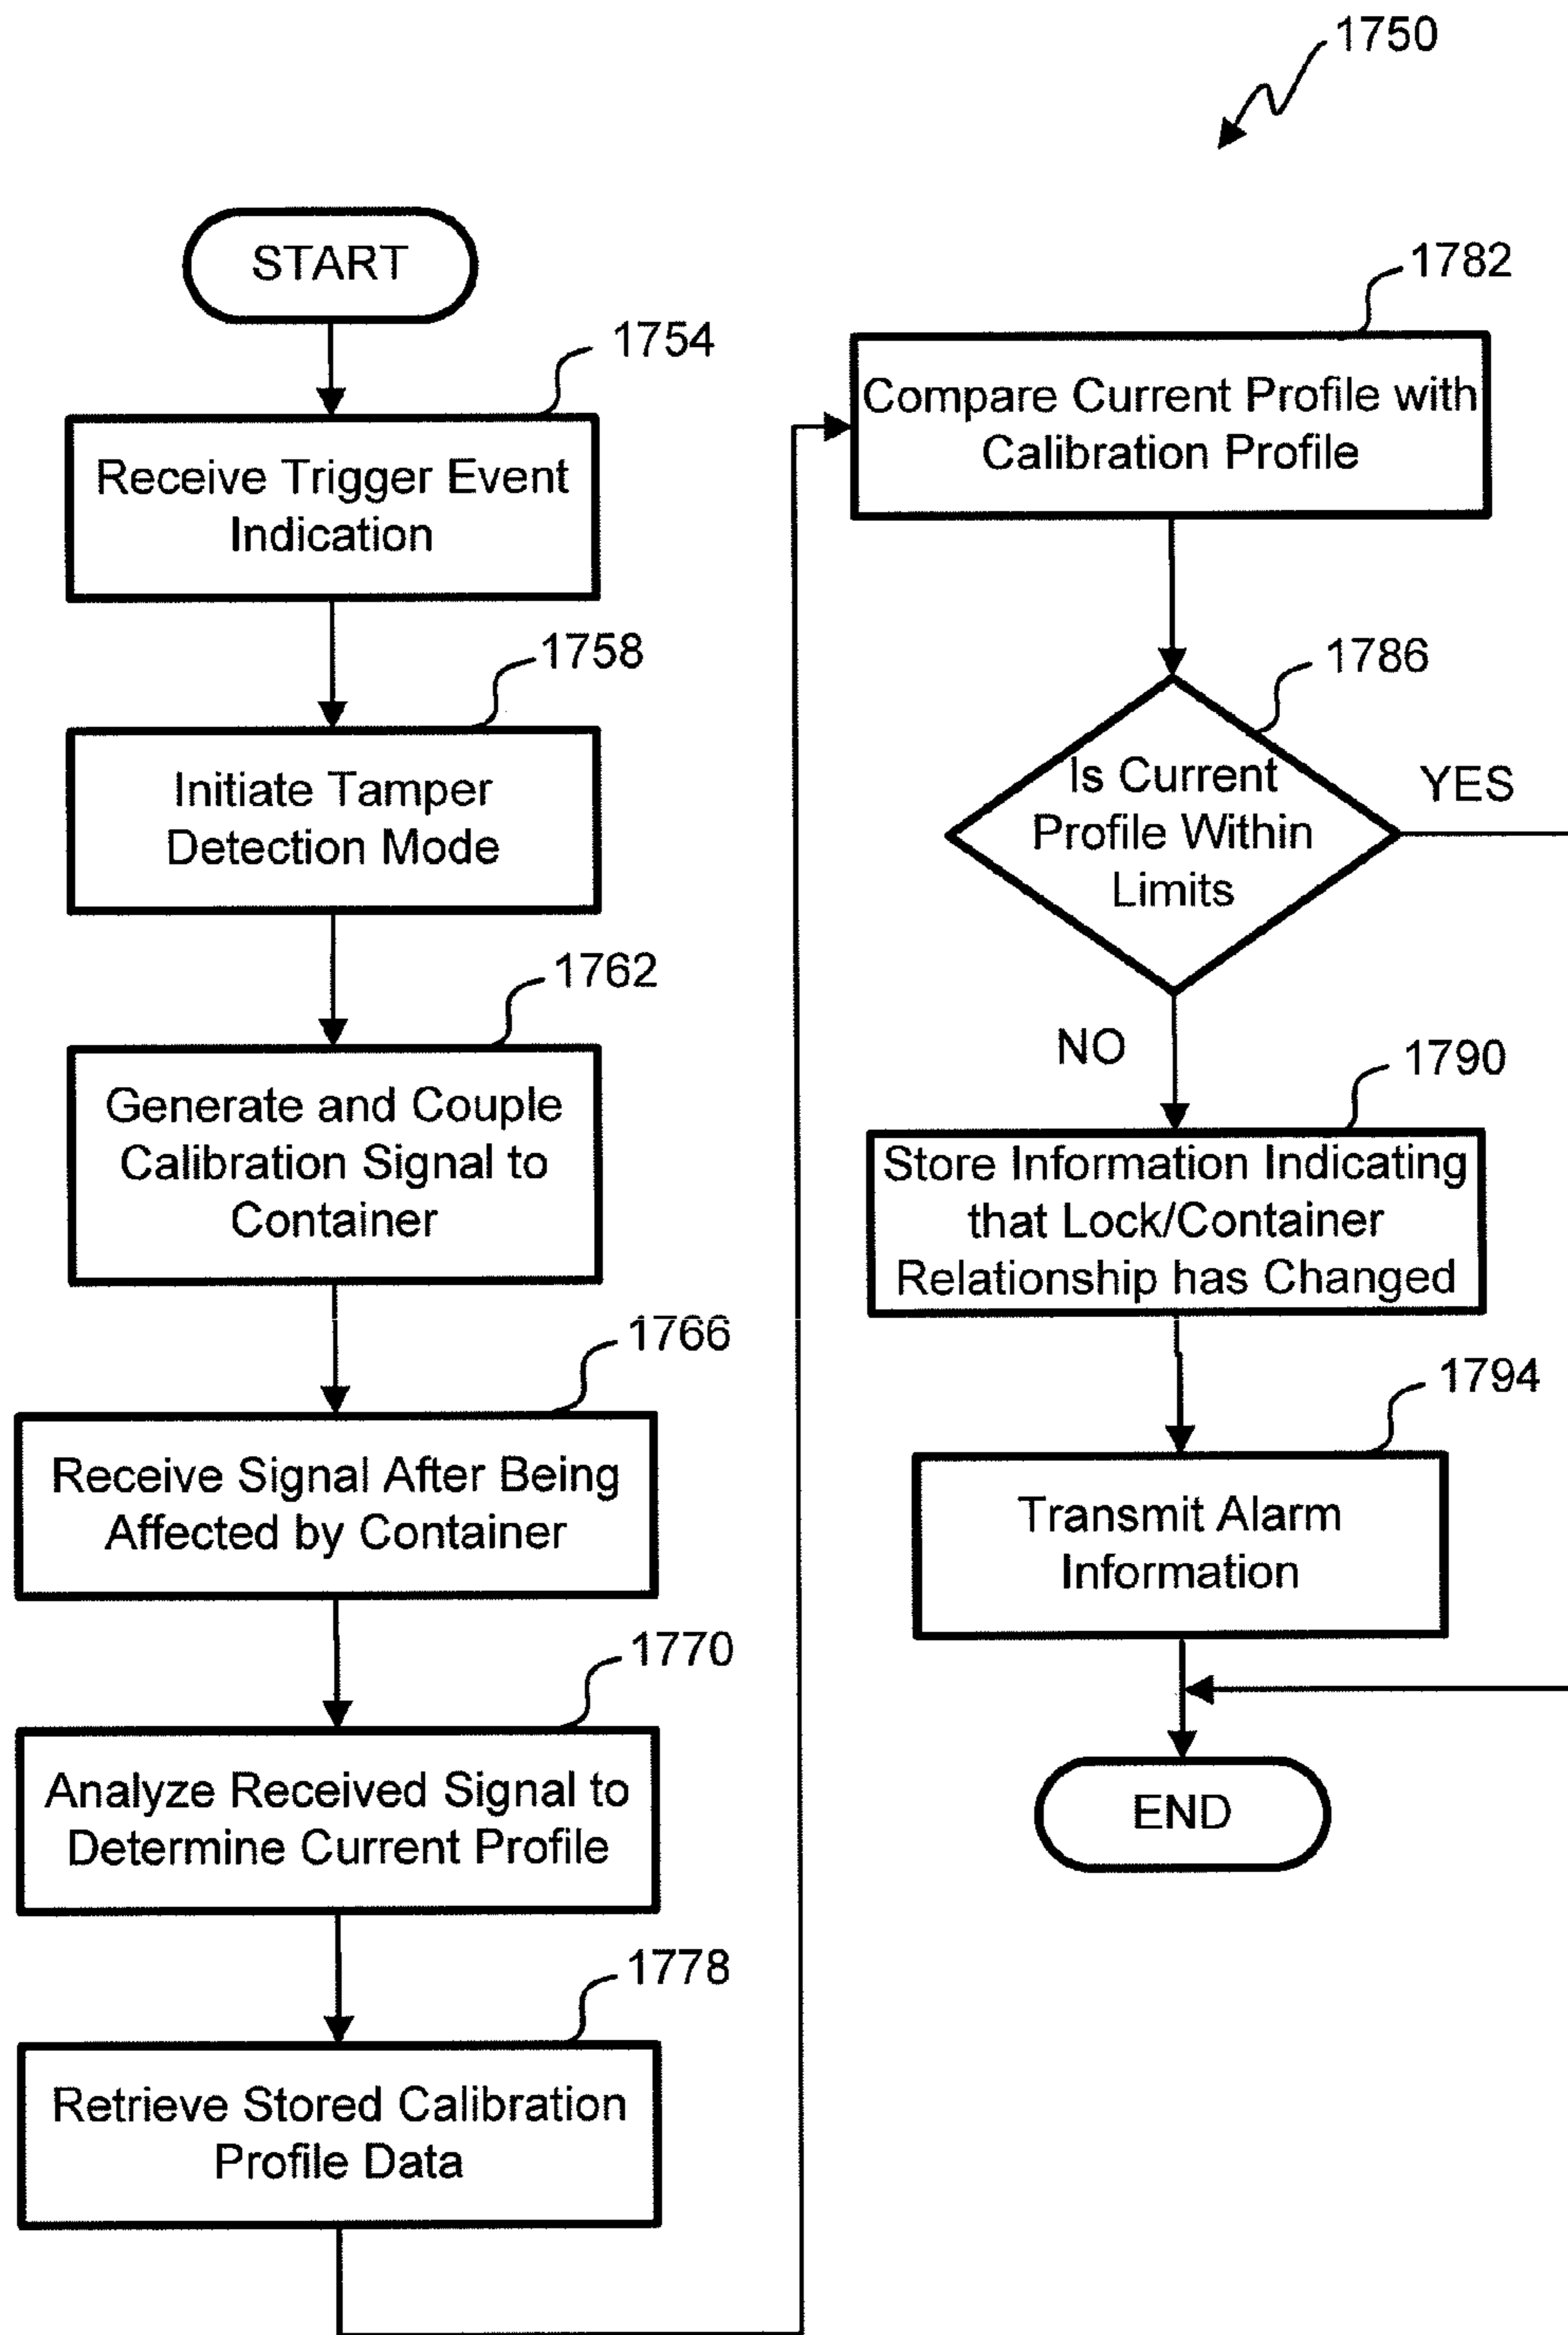 1750
START
1754
Receive Trigger Event
Indication
1758
Initiate Tamper
Detection Mode
1762
Generate and Couple
Calibration Signal to
Container
1766
Receive Signal After Being
Affected by Container
1770
Analyze Received Signal to
Determine Current Profile
1778
Retrieve Stored Calibration
Profile Data
1782
Compare Current Profile with
Calibration Profile
1786
Is Current
Profile Within
Limits
YES
NO
1790
Store Information Indicating
that Lock/Container
Relationship has Changed
1794
Transmit Alarm
Information
END